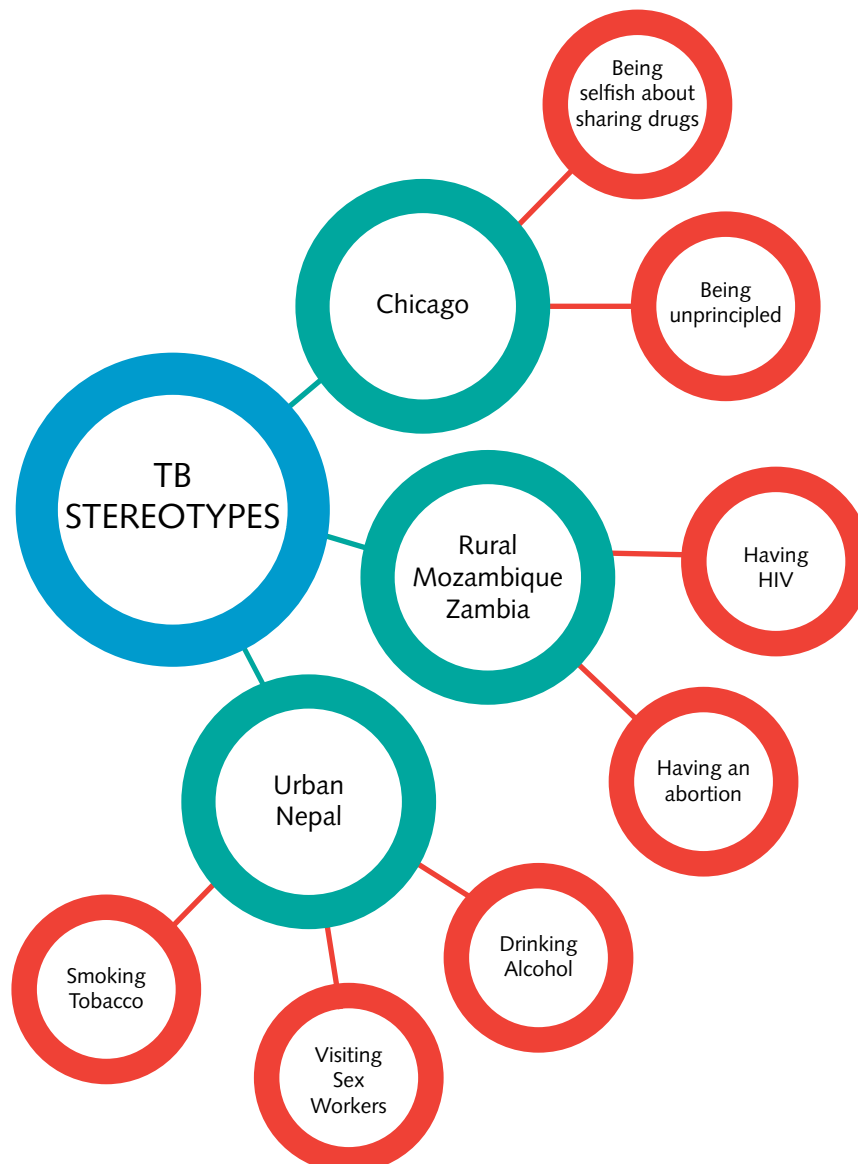 Being
selfish about
sharing drugs
Chicago
Being
unprincipled
TB
STEREOTYPES
Rural
Mozambique
Zambia
Having
HIV
Having an
abortion
Urban
Nepal
Drinking
Alcohol
Smoking
Tobacco
Visiting
Sex
Workers